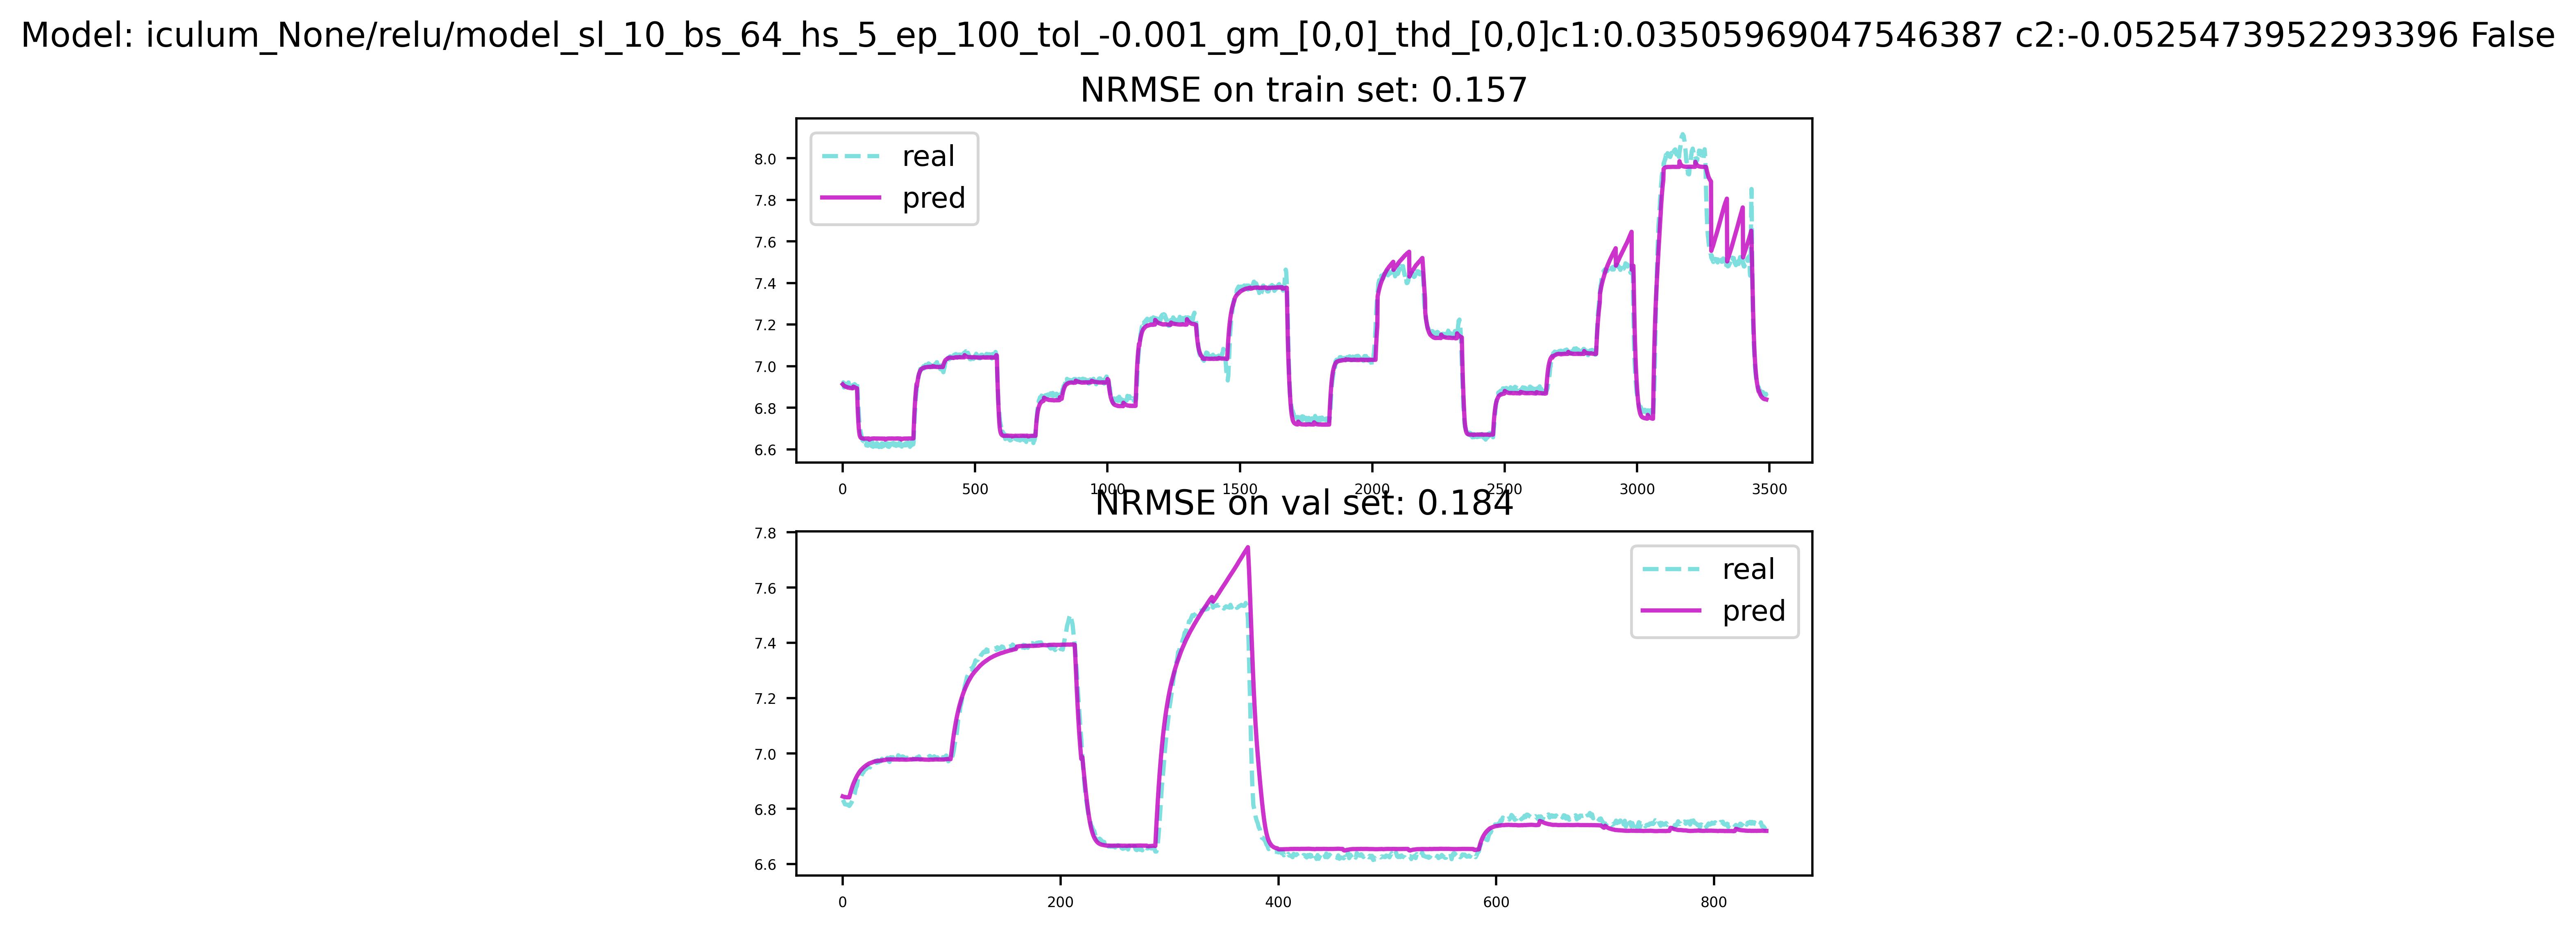 Model: iculum_None/relu/model_sl_10_bs_64_hs_5_ep_100_tol_-0.001_gm_[0,0]_thd_[0,0]c1:0.03505969047546387 c2:-0.0525473952293396 False
NRMSE on train set: 0.157
real
pred
8.0
7.8
7.6
7.4
7.2
7.0
6.8
6.6
0 500 1000 1500 2000 2500 3000 3500
NRMSE on val set: 0.184
real
pred
7.8
7.6
7.4
7.2
7.0
6.8
6.6
0 200 400 600 800